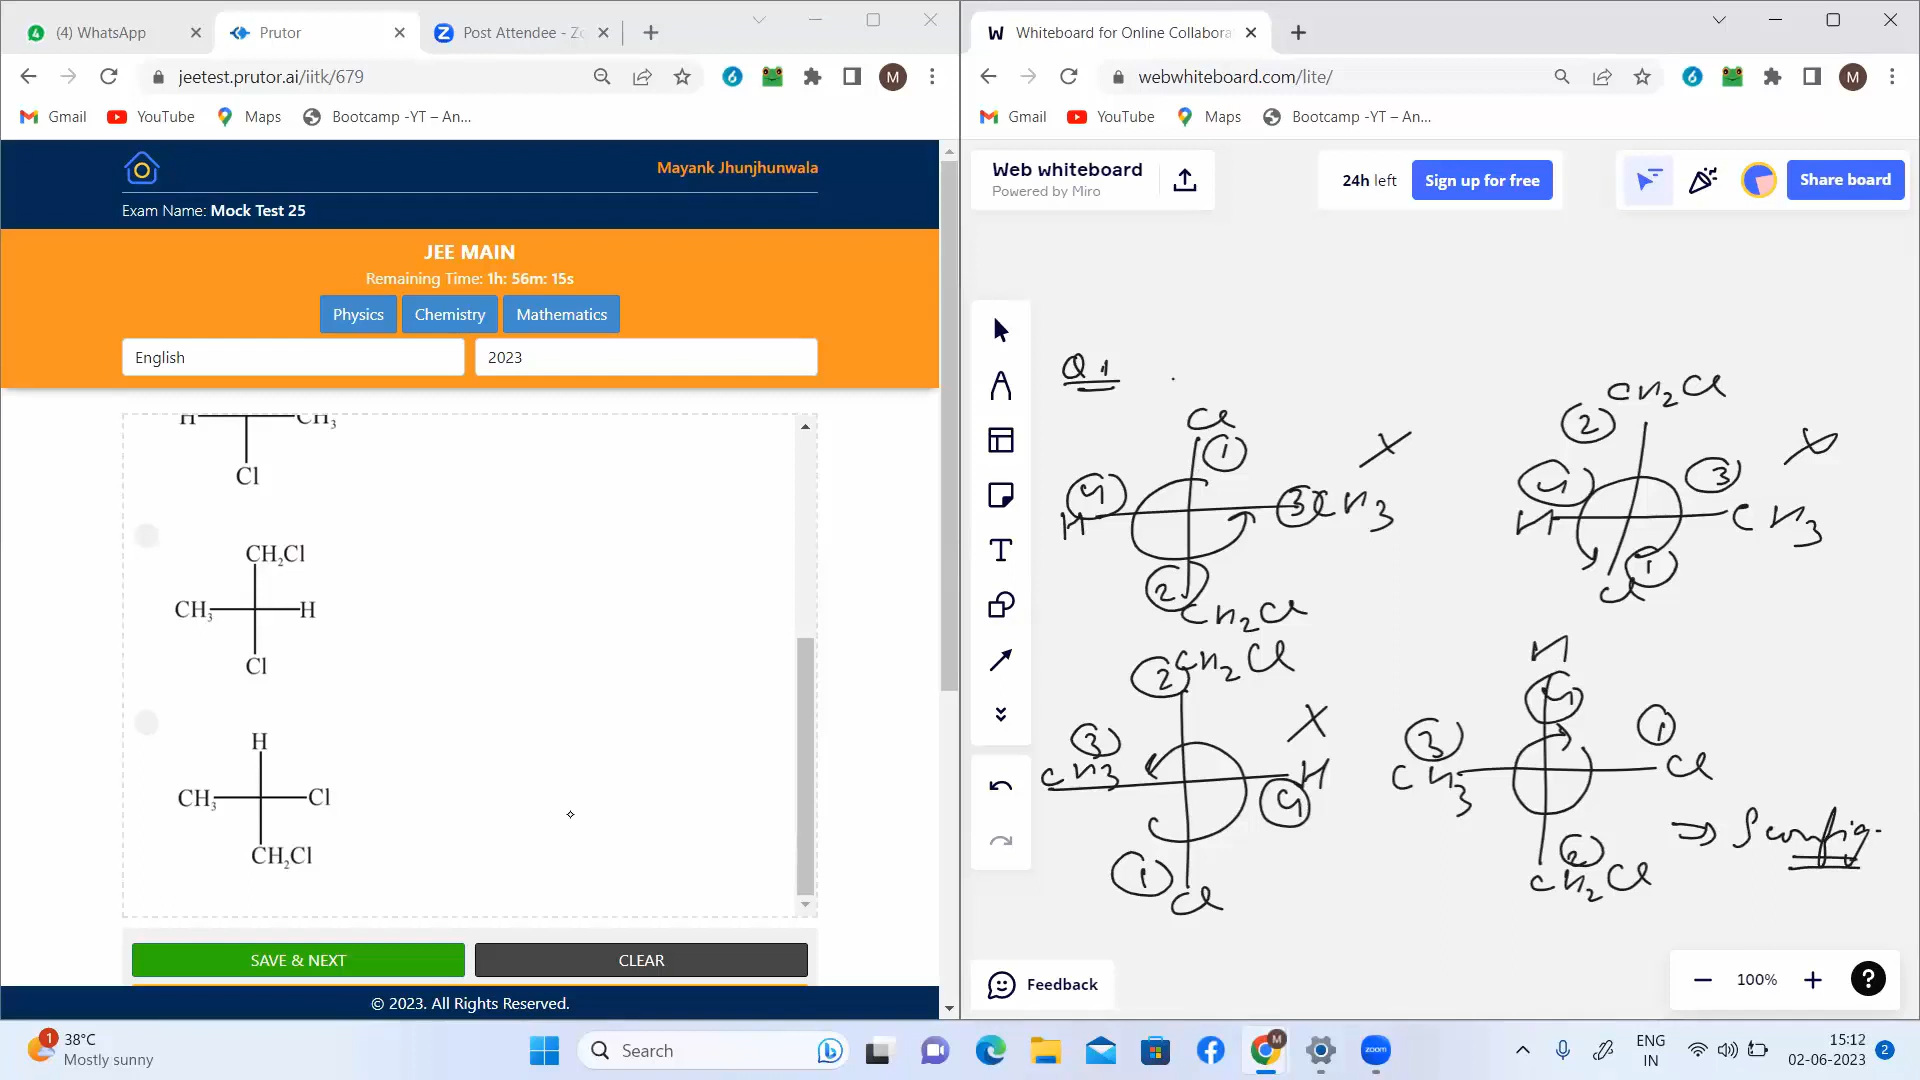 (4) WhatsApp
Prutor
Post Attendee - Zo
jeetest.prutor.ai/iitk/679
M
Gmail
YouTube
Maps
Bootcamp -YT – An...
Mayank Jhunjhunwala
Exam Name: Mock Test 25
JEE MAIN
Remaining Time: 1h: 56m: 15s
Physics
Chemistry
Mathematics
English
2023
H
CH3
Cl
CH2Cl
CH3
H
Cl
H
CH3
Cl
CH2Cl
SAVE & NEXT
CLEAR
© 2023. All Rights Reserved.
Whiteboard for Online Collabora
webwhiteboard.com/lite/
M
Gmail
YouTube
Maps
Bootcamp -YT – An...
Web whiteboard
Powered by Miro
24h left
Sign up for free
Share board
Q 1
Cl
1
4
H
3
CH3
2
CH2Cl
X
CH2Cl
2
4
H
3
CH3
1
Cl
X
CH2Cl
2
3
CH3
H
4
1
Cl
X
H
4
1
Cl
3
CH3
2
CH2Cl
⇒ S config.
Feedback
100%
?
1
38°C
Mostly sunny
Search
M
zoom
ENG
IN
15:12
02-06-2023
2